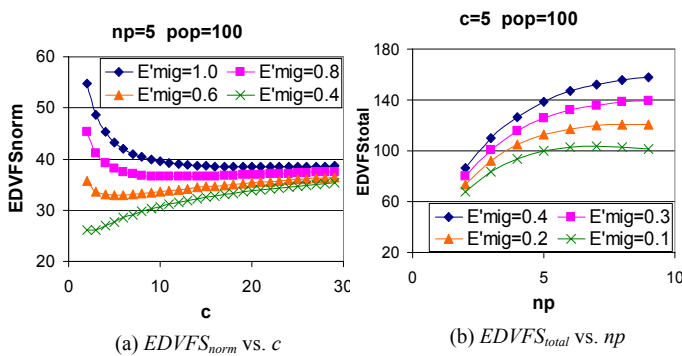 np=5 pop=100
60
50
40
30
20
EDVFSnorm
E'mig=1.0
E'mig=0.8
E'mig=0.6
E'mig=0.4
0
10
20
30
c
(a) EDVFSnorm vs. c
c=5 pop=100
180
140
100
60
20
EDVFStotal
E'mig=0.4
E'mig=0.3
E'mig=0.2
E'mig=0.1
0
5
10
np
(b) EDVFStotal vs. np